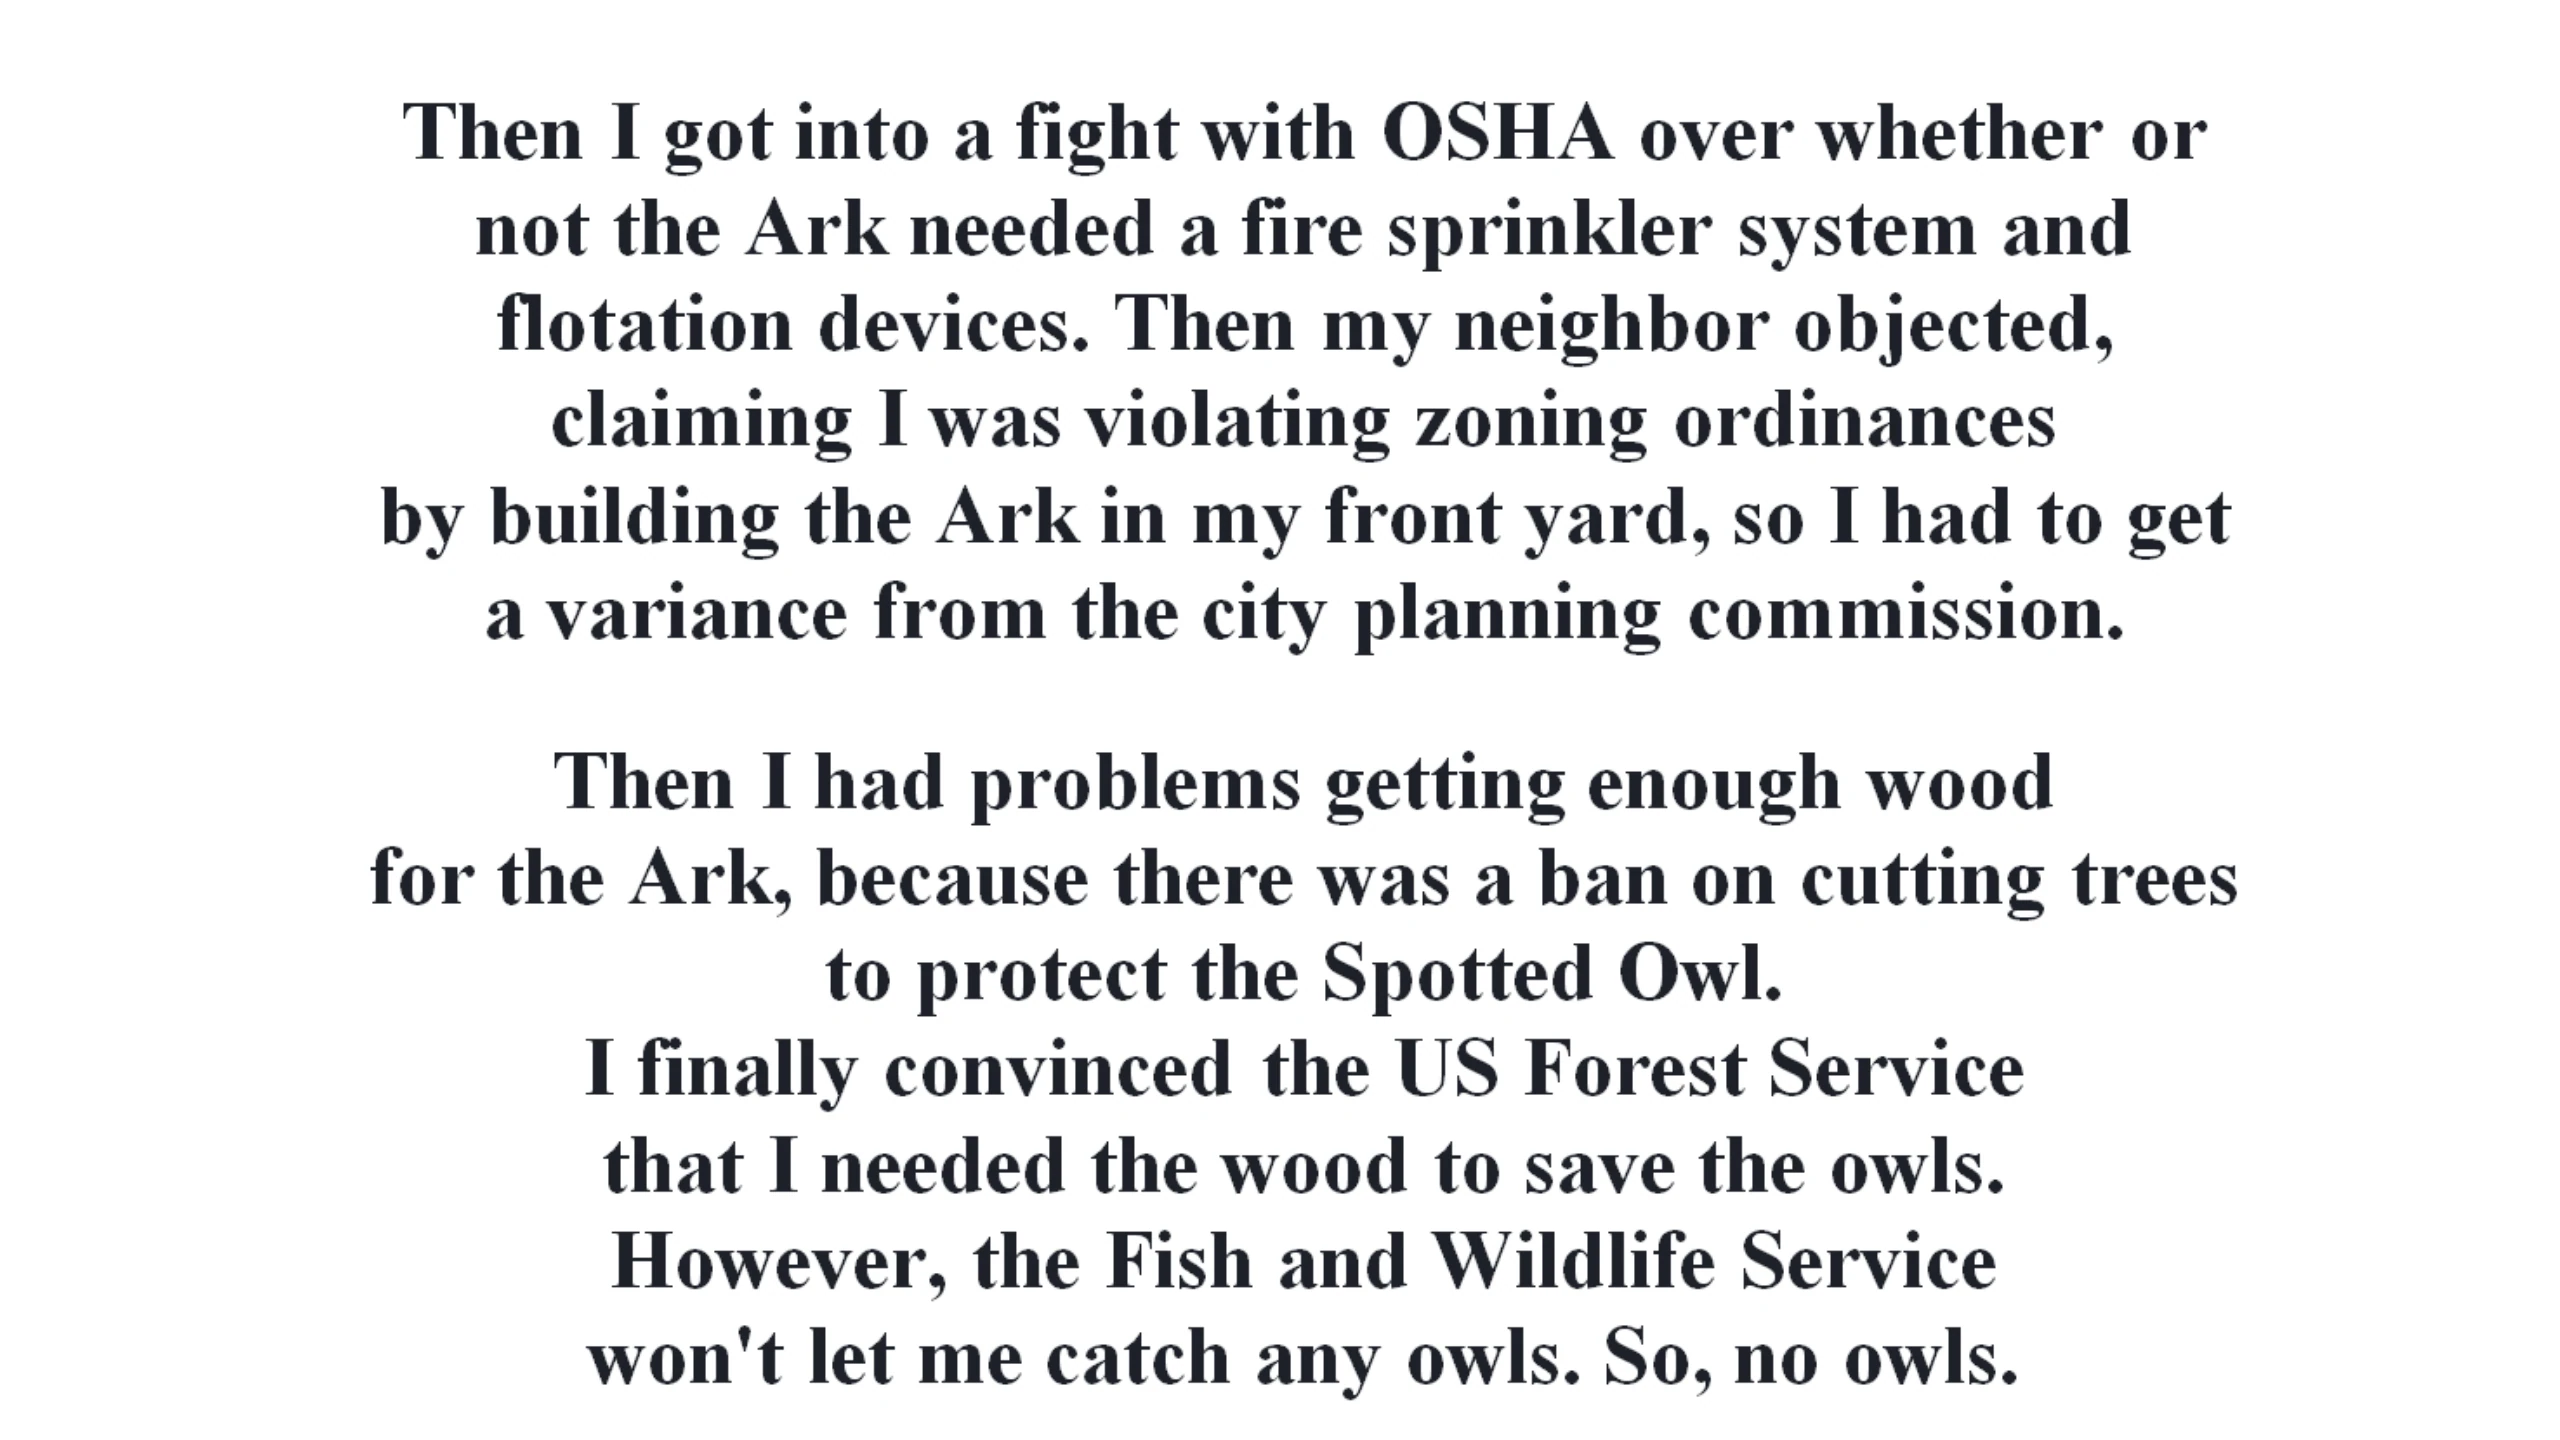 Then I got into a fight with OSHA over whether or
not the Ark needed a fire sprinkler system and
flotation devices. Then my neighbor objected,
claiming I was violating zoning ordinances
by building the Ark in my front yard, so I had to get
a variance from the city planning commission.
Then I had problems getting enough wood
for the Ark, because there was a ban on cutting trees
to protect the Spotted Owl.
I finally convinced the US Forest Service
that I needed the wood to save the owls.
However, the Fish and Wildlife Service
won't let me catch any owls. So, no owls.